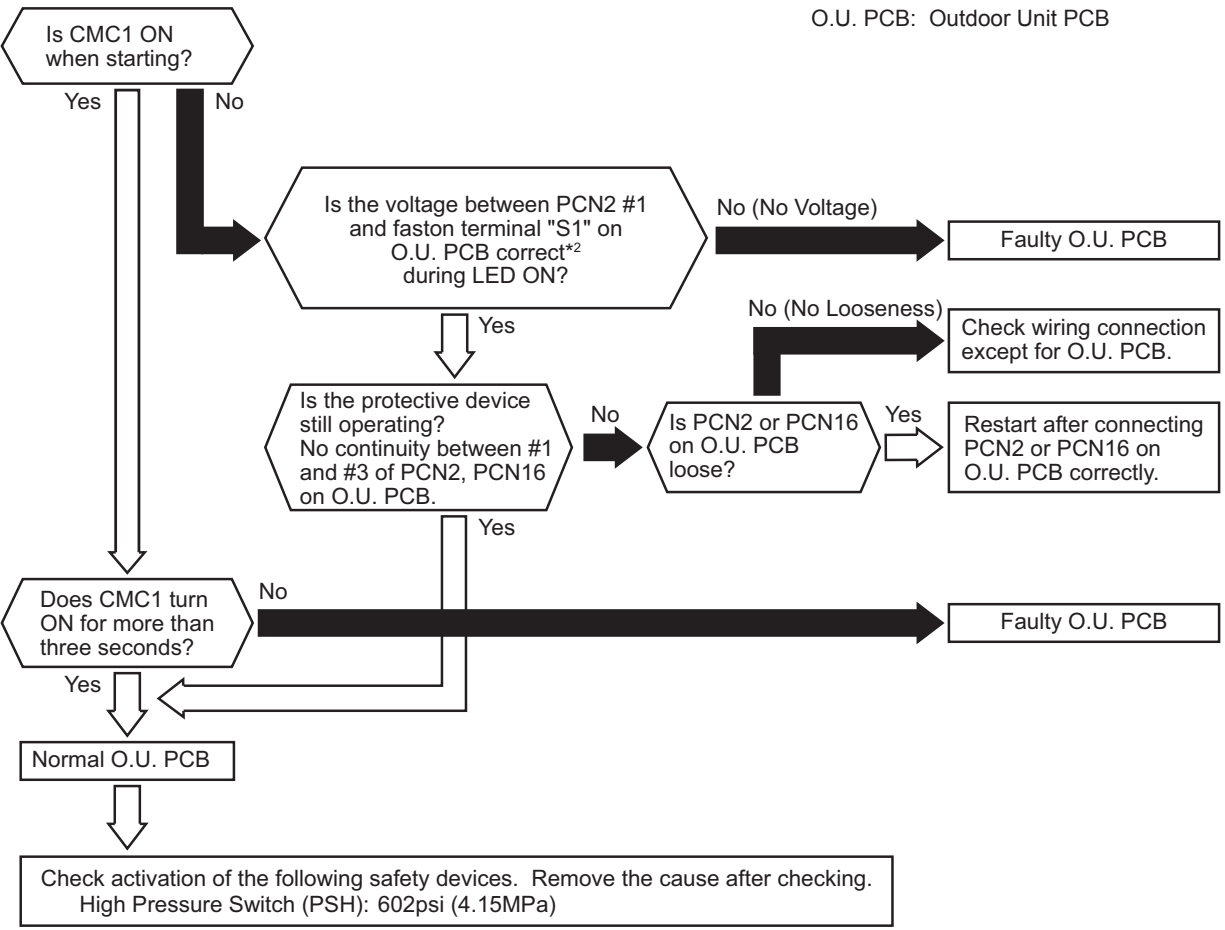 O.U. PCB: Outdoor Unit PCB
Is CMC1 ON
when starting?
Yes
No
Is the voltage between PCN2 #1
and faston terminal "S1" on
O.U. PCB correct*2
during LED ON?
No (No Voltage)
Faulty O.U. PCB
Yes
No (No Looseness)
Check wiring connection
except for O.U. PCB.
Is the protective device
still operating?
No continuity between #1
and #3 of PCN2, PCN16
on O.U. PCB.
No
Is PCN2 or PCN16
on O.U. PCB
loose?
Yes
Restart after connecting
PCN2 or PCN16 on
O.U. PCB correctly.
Yes
Does CMC1 turn
ON for more than
three seconds?
No
Faulty O.U. PCB
Yes
Normal O.U. PCB
Check activation of the following safety devices. Remove the cause after checking.
High Pressure Switch (PSH): 602psi (4.15MPa)